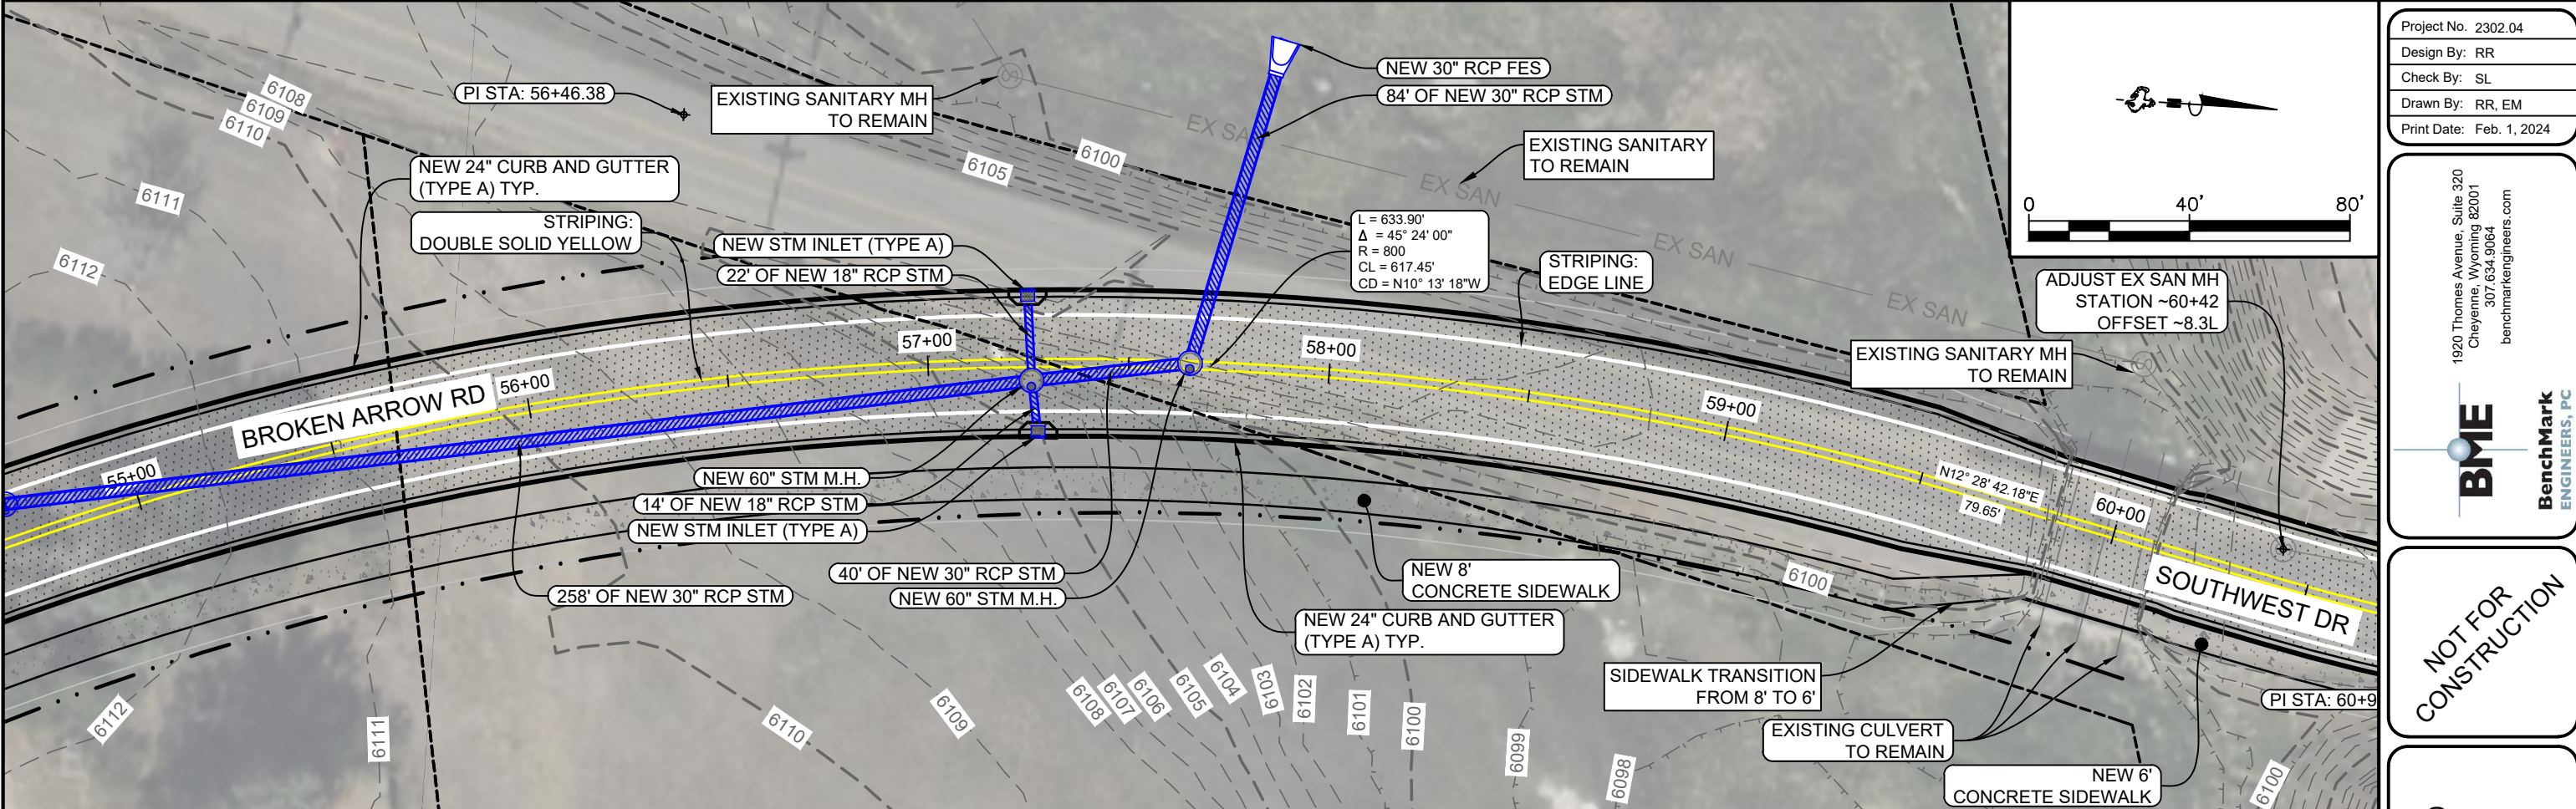 6108
6109
6110
6111
6112
PI STA: 56+46.38
EXISTING SANITARY MH
TO REMAIN
NEW 24" CURB AND GUTTER
(TYPE A) TYP.
STRIPING:
DOUBLE SOLID YELLOW
NEW STM INLET (TYPE A)
22' OF NEW 18" RCP STM
6105
6100
EX SAN
NEW 30" RCP FES
84' OF NEW 30" RCP STM
EXISTING SANITARY
TO REMAIN
EX SAN
L = 633.90'
Δ = 45° 24' 00"
R = 800
CL = 617.45'
CD = N10° 13' 18"W
STRIPING:
EDGE LINE
EX SAN
EX SAN
0 40' 80'
ADJUST EX SAN MH
STATION ~60+42
OFFSET ~8.3L
EXISTING SANITARY MH
TO REMAIN
BROKEN ARROW RD
55+00
56+00
57+00
58+00
59+00
N12° 28' 42.18"E
79.65'
60+00
SOUTHWEST DR
NEW 60" STM M.H.
14' OF NEW 18" RCP STM
NEW STM INLET (TYPE A)
40' OF NEW 30" RCP STM
NEW 60" STM M.H.
258' OF NEW 30" RCP STM
NEW 8'
CONCRETE SIDEWALK
NEW 24" CURB AND GUTTER
(TYPE A) TYP.
6100
SIDEWALK TRANSITION
FROM 8' TO 6'
EXISTING CULVERT
TO REMAIN
NEW 6'
CONCRETE SIDEWALK
PI STA: 60+9
6112
6111
6110
6109
6108
6107
6106
6105
6104
6103
6102
6101
6100
6099
6098
6100
Project No. 2302.04
Design By: RR
Check By: SL
Drawn By: RR, EM
Print Date: Feb. 1, 2024
1920 Thomes Avenue, Suite 320
Cheyenne, Wyoming 82001
307.634.9064
benchmarkengineers.com
BME
BenchMark
ENGINEERS, PC
NOT FOR
CONSTRUCTION